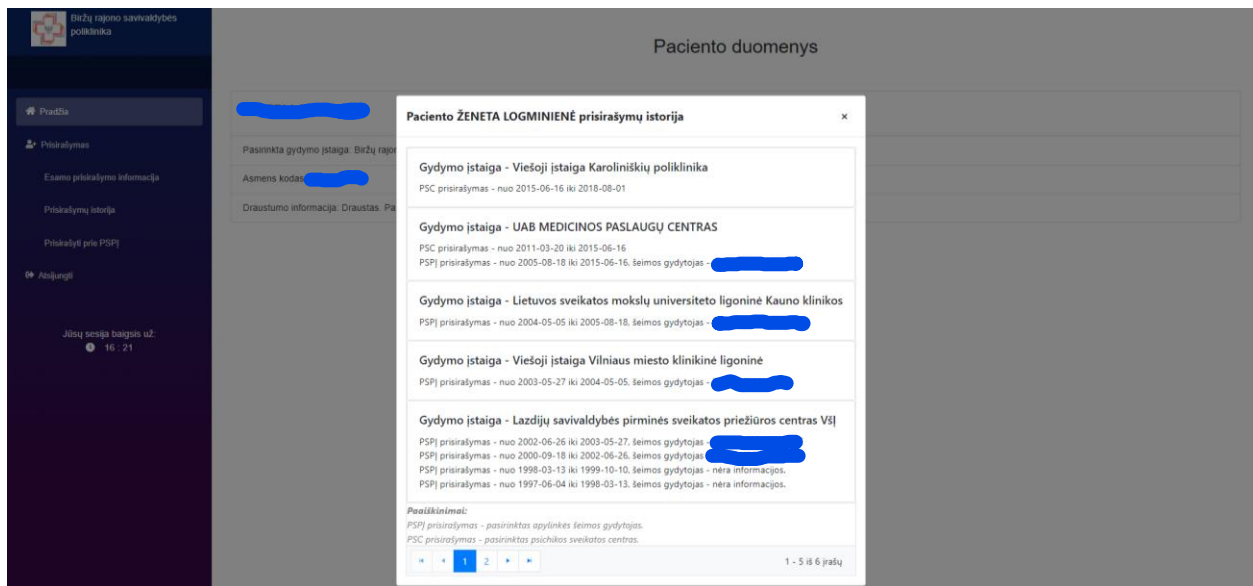 Biržų rajono savivaldybės
poliklinika
Pradžia
Prisirašymas
Esamo prisirašymo informacija
Prisirašymų istorija
Prisirašyti prie PSPĮ
Atsijungti
Jūsų sesija baigsis už:
16 : 21
Paciento duomenys
Pasirinkta gydymo įstaiga: Biržų rajon
Asmens kodas
Draustumo informacija: Draustas. Pa
Paciento ŽENETA LOGMINIENĖ prisirašymų istorija ×
Gydymo įstaiga - Viešoji įstaiga Karoliniškių poliklinika
PSC prisirašymas - nuo 2015-06-16 iki 2018-08-01
Gydymo įstaiga - UAB MEDICINOS PASLAUGŲ CENTRAS
PSC prisirašymas - nuo 2011-03-20 iki 2015-06-16
PSPĮ prisirašymas - nuo 2005-08-18 iki 2015-06-16, šeimos gydytojas -
Gydymo įstaiga - Lietuvos sveikatos mokslų universiteto ligoninė Kauno klinikos
PSPĮ prisirašymas - nuo 2004-05-05 iki 2005-08-18, šeimos gydytojas -
Gydymo įstaiga - Viešoji įstaiga Vilniaus miesto klinikinė ligoninė
PSPĮ prisirašymas - nuo 2003-05-27 iki 2004-05-05, šeimos gydytojas -
Gydymo įstaiga - Lazdijų savivaldybės pirminės sveikatos priežiūros centras VšĮ
PSPĮ prisirašymas - nuo 2002-06-26 iki 2003-05-27, šeimos gydytojas -
PSPĮ prisirašymas - nuo 2000-09-18 iki 2002-06-26, šeimos gydytojas
PSPĮ prisirašymas - nuo 1998-03-13 iki 1999-10-10, šeimos gydytojas - nėra informacijos.
PSPĮ prisirašymas - nuo 1997-06-04 iki 1998-03-13, šeimos gydytojas - nėra informacijos.
Paaiškinimai:
PSPĮ prisirašymas - pasirinktas apylinkės šeimos gydytojas.
PSC prisirašymas - pasirinktas psichikos sveikatos centras.
1 2 1 - 5 iš 6 įrašų